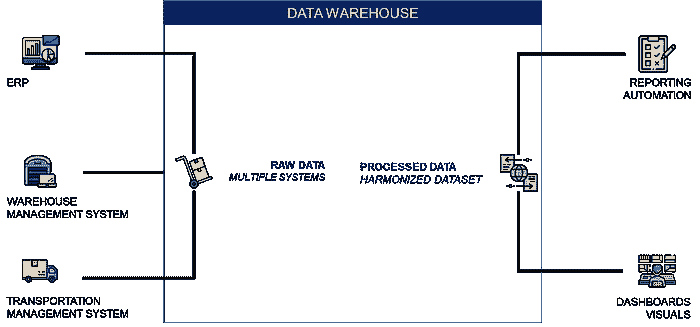 DATA WAREHOUSE
ERP
REPORTING
AUTOMATION
RAW DATA
MULTIPLE SYSTEMS
PROCESSED DATA
HARMONIZED DATASET
WAREHOUSE
MANAGEMENT SYSTEM
TRANSPORTATION
MANAGEMENT SYSTEM
DASHBOARDS
VISUALS